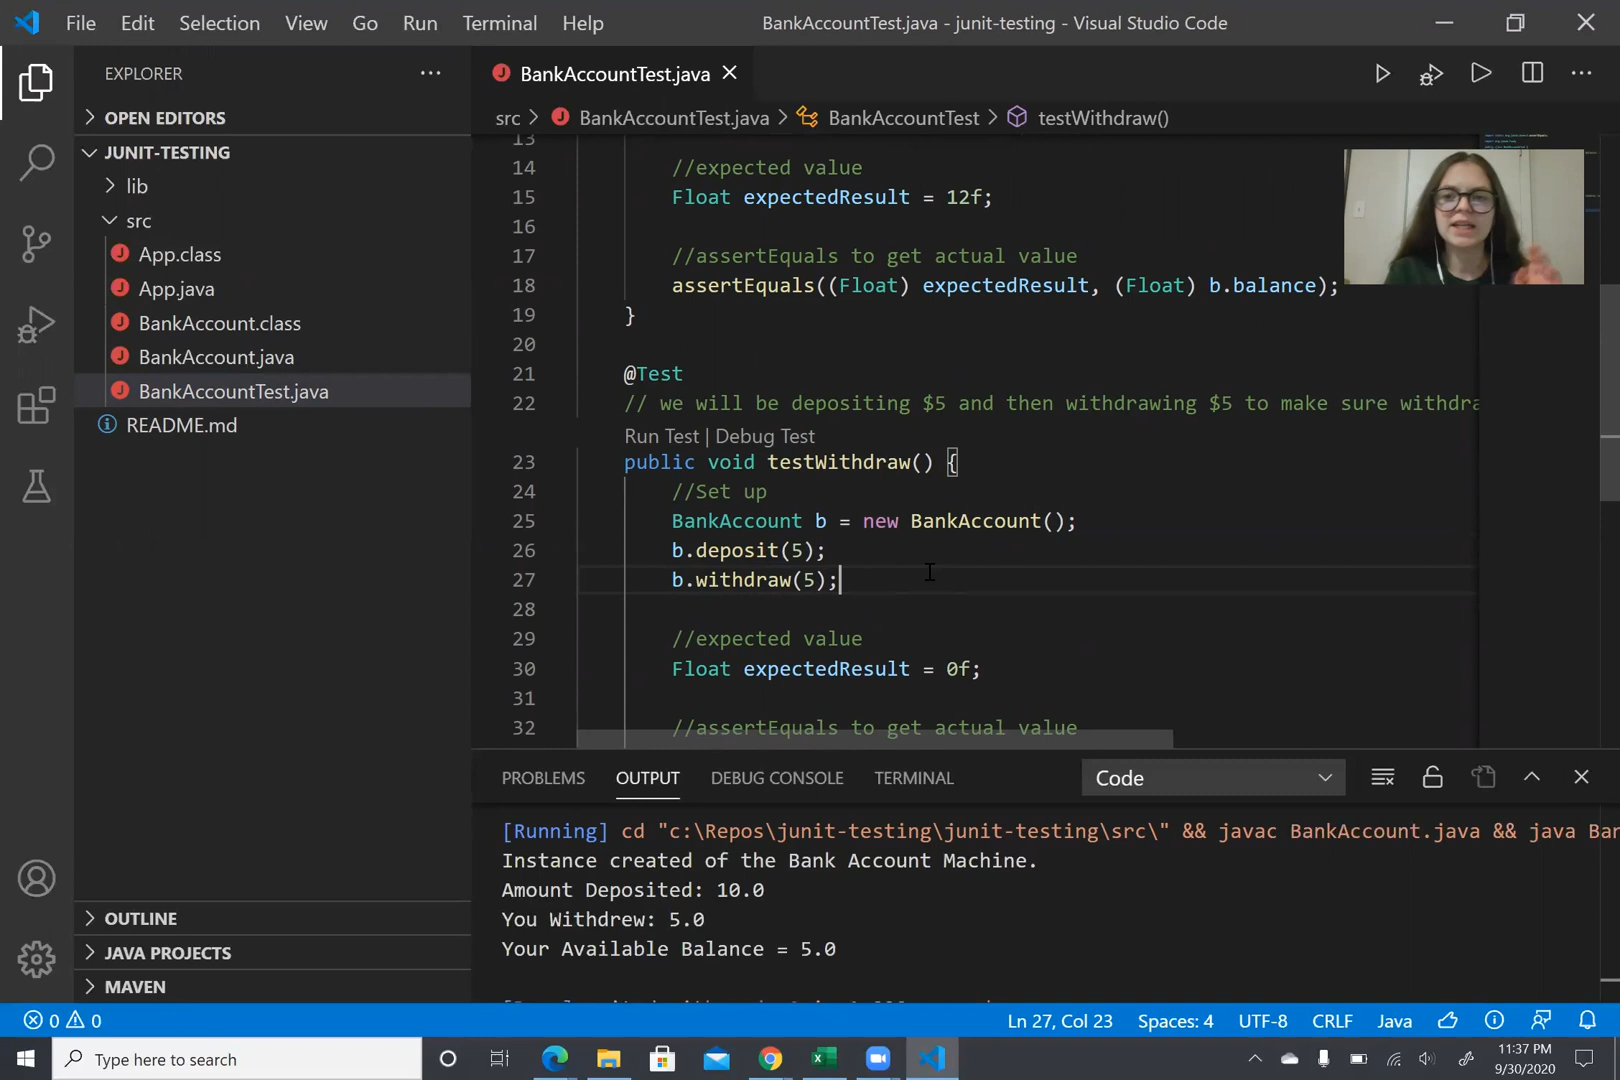 File Edit Selection View Go Run Terminal Help
BankAccountTest.java - junit-testing - Visual Studio Code
EXPLORER
OPEN EDITORS
JUNIT-TESTING
lib
src
App.class
App.java
BankAccount.class
BankAccount.java
BankAccountTest.java
README.md
OUTLINE
JAVA PROJECTS
MAVEN
BankAccountTest.java
src > BankAccountTest.java > BankAccountTest > testWithdraw()
13
14 //expected value
15 Float expectedResult = 12f;
16
17 //assertEquals to get actual value
18 assertEquals((Float) expectedResult, (Float) b.balance);
19 }
20
21 @Test
22 // we will be depositing $5 and then withdrawing $5 to make sure withdra
Run Test | Debug Test
23 public void testWithdraw() {
24 //Set up
25 BankAccount b = new BankAccount();
26 b.deposit(5);
27 b.withdraw(5);
28
29 //expected value
30 Float expectedResult = 0f;
31
32 //assertEquals to get actual value
PROBLEMS OUTPUT DEBUG CONSOLE TERMINAL
Code
[Running] cd "c:\Repos\junit-testing\junit-testing\src\" && javac BankAccount.java && java Ban
Instance created of the Bank Account Machine.
Amount Deposited: 10.0
You Withdrew: 5.0
Your Available Balance = 5.0
0 0
Ln 27, Col 23 Spaces: 4 UTF-8 CRLF Java
Type here to search
11:37 PM
9/30/2020